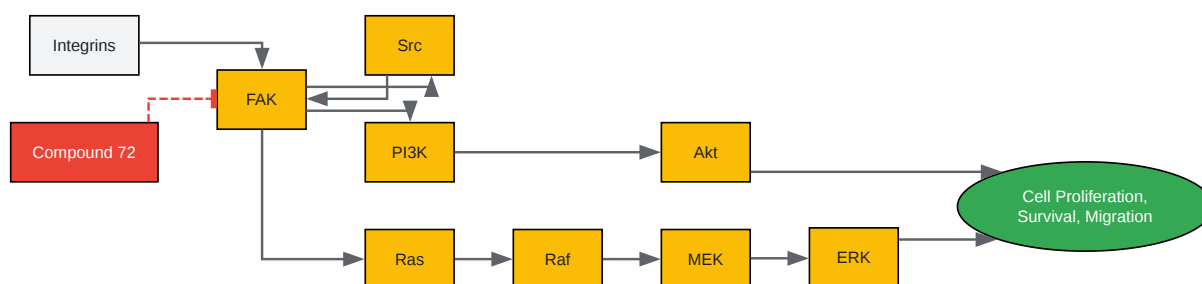 Integrins
Src
FAK
Compound 72
PI3K
Akt
Cell Proliferation,
Survival, Migration
Ras
Raf
MEK
ERK